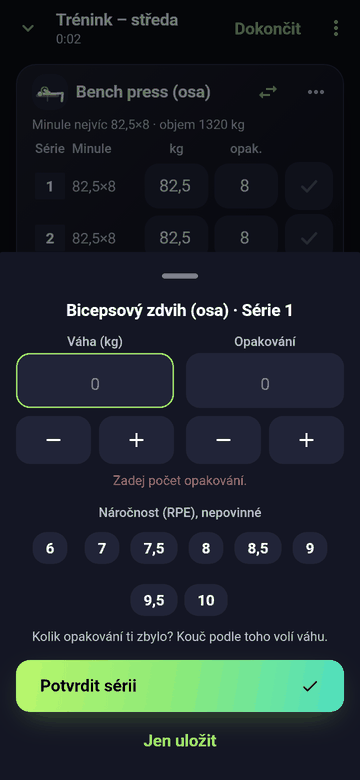 Trénink – středa
0:02
Dokončit
Bench press (osa)
Minule nejvíc 82,5×8 · objem 1320 kg
Série Minule kg opak.
1 82,5×8 82,5 8
2 82,5×8 82,5 8
Bicepsový zdvih (osa) · Série 1
Váha (kg) Opakování
0 0
− + − +
Zadej počet opakování.
Náročnost (RPE), nepovinné
6 7 7,5 8 8,5 9
9,5 10
Kolik opakování ti zbylo? Kouč podle toho volí váhu.
Potvrdit sérii
Jen uložit